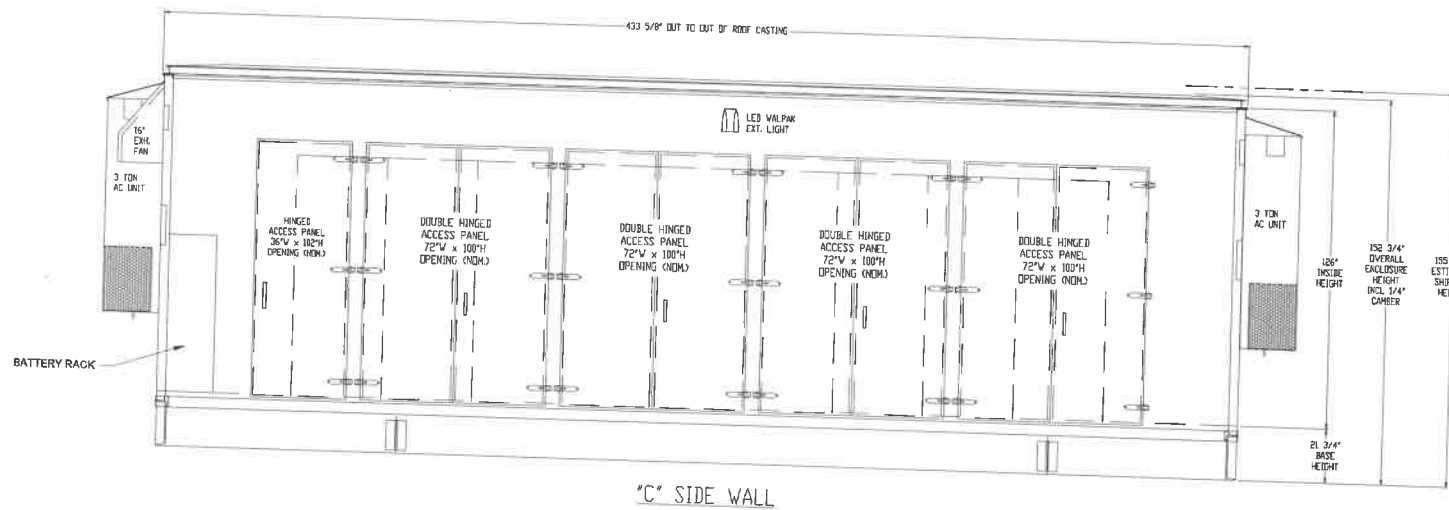 433 5/8" OUT TO OUT OF ROOF CASTING
LED WALPAK
EXT. LIGHT
16"
EXH.
FAN
3 TON
AC UNIT
HINGED
ACCESS PANEL
36"W x 102"H
OPENING (NOM.)
DOUBLE HINGED
ACCESS PANEL
72"W x 100"H
OPENING (NOM.)
DOUBLE HINGED
ACCESS PANEL
72"W x 100"H
OPENING (NOM.)
DOUBLE HINGED
ACCESS PANEL
72"W x 100"H
OPENING (NOM.)
DOUBLE HINGED
ACCESS PANEL
72"W x 100"H
OPENING (NOM.)
3 TON
AC UNIT
126"
INSIDE
HEIGHT
152 3/4"
OVERALL
ENCLOSURE
HEIGHT
INCL 1/4"
CAMBER
155
ESTI
SHIP
HEI
BATTERY RACK
21 3/4"
BASE
HEIGHT
"C" SIDE WALL